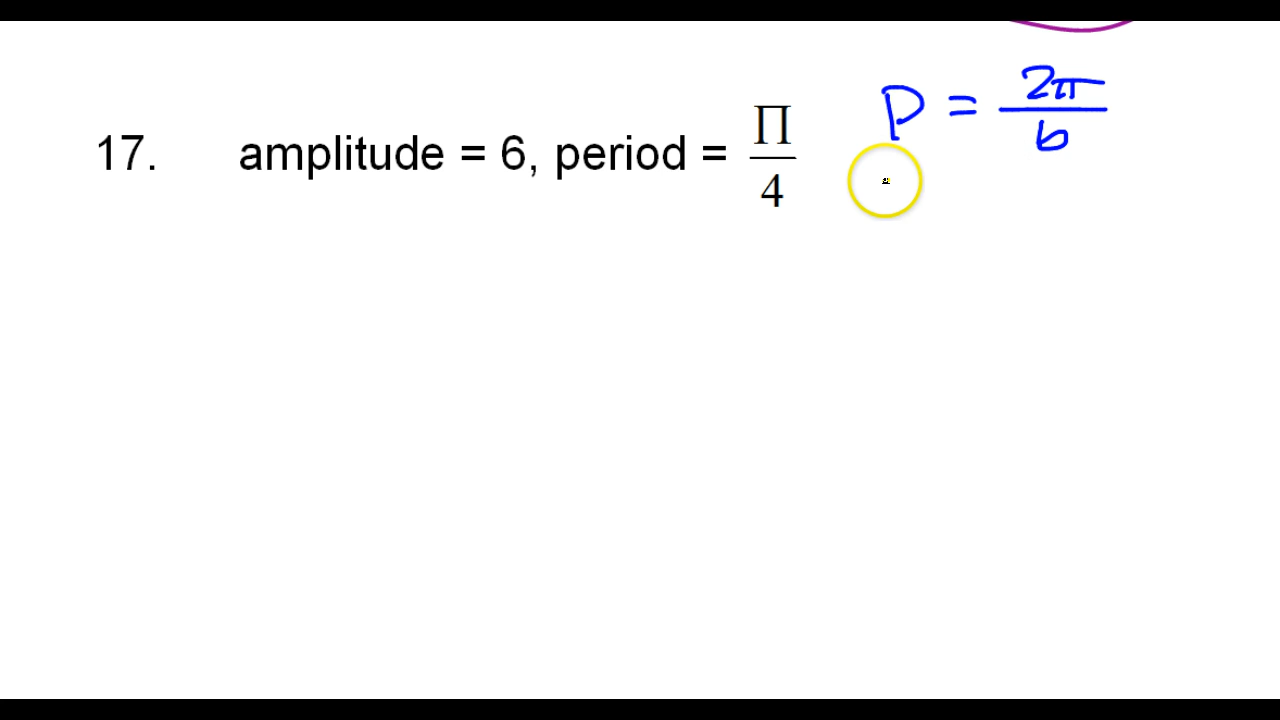 17. amplitude = 6, period = Π/4
P = 2π/b